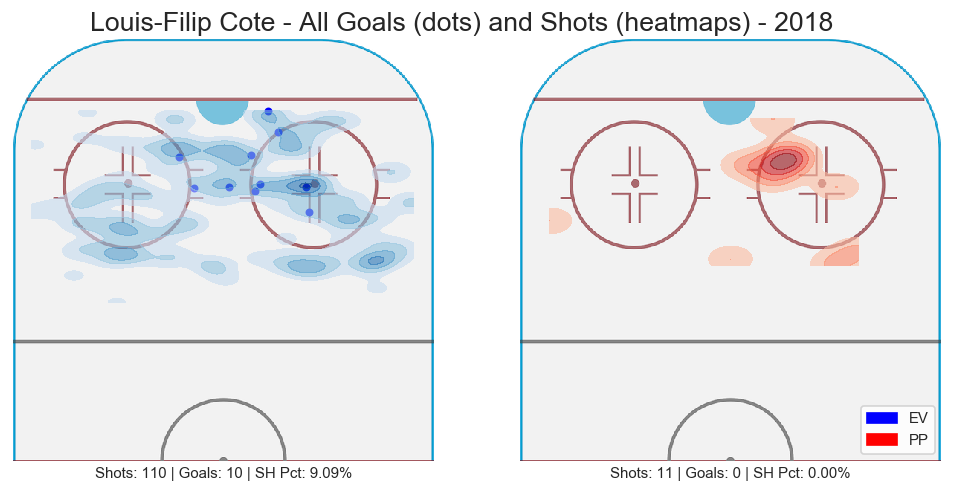 Louis-Filip Cote - All Goals (dots) and Shots (heatmaps) - 2018
EV
PP
Shots: 110 | Goals: 10 | SH Pct: 9.09%
Shots: 11 | Goals: 0 | SH Pct: 0.00%